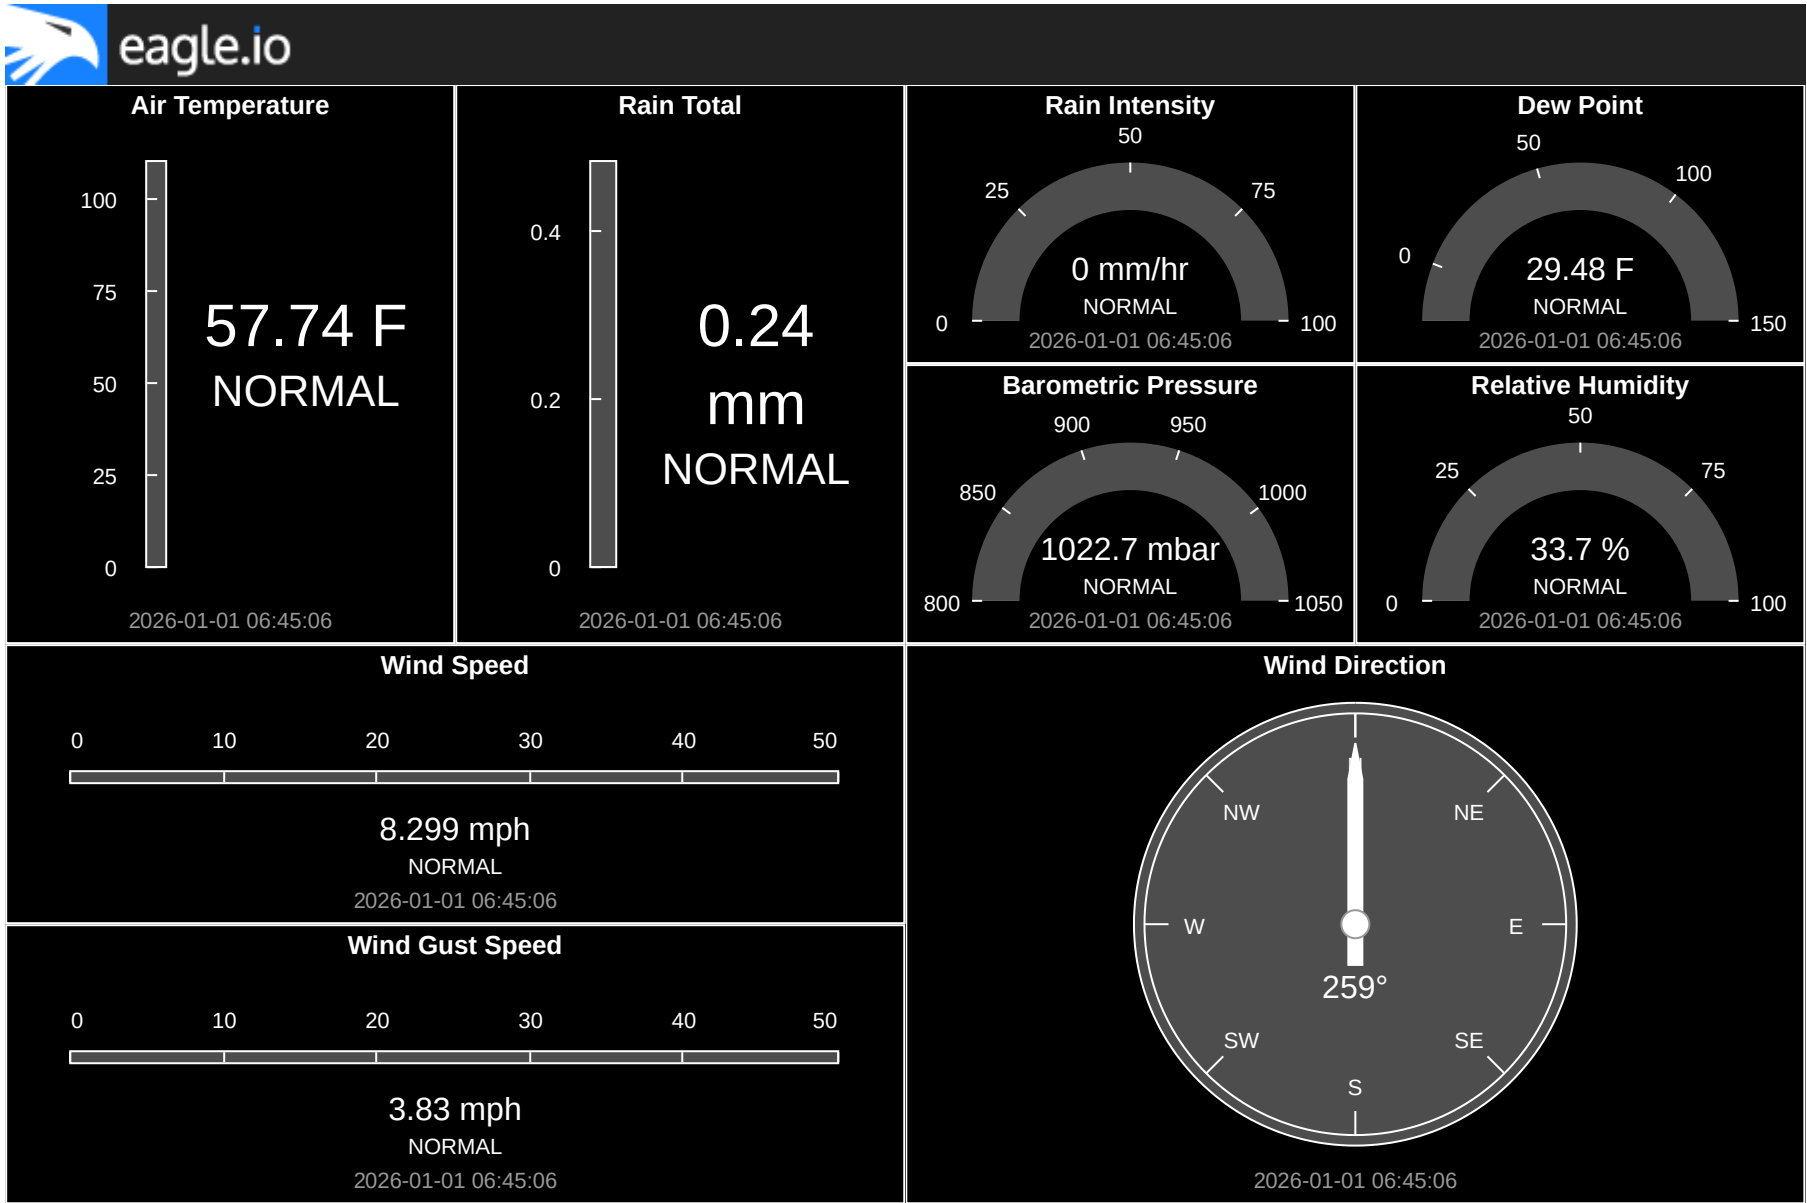 eagle.io
Air Temperature
100
75
50
25
0
57.74 F
NORMAL
2026-01-01 06:45:06
Rain Total
0.4
0.2
0
0.24
mm
NORMAL
2026-01-01 06:45:06
Rain Intensity
50
25
75
0
100
0 mm/hr
NORMAL
2026-01-01 06:45:06
Dew Point
50
100
0
150
29.48 F
NORMAL
2026-01-01 06:45:06
Barometric Pressure
900
950
850
1000
800
1050
1022.7 mbar
NORMAL
2026-01-01 06:45:06
Relative Humidity
50
25
75
0
100
33.7 %
NORMAL
2026-01-01 06:45:06
Wind Speed
0 10 20 30 40 50
8.299 mph
NORMAL
2026-01-01 06:45:06
Wind Gust Speed
0 10 20 30 40 50
3.83 mph
NORMAL
2026-01-01 06:45:06
Wind Direction
NW
NE
W
E
259°
SW
SE
S
2026-01-01 06:45:06